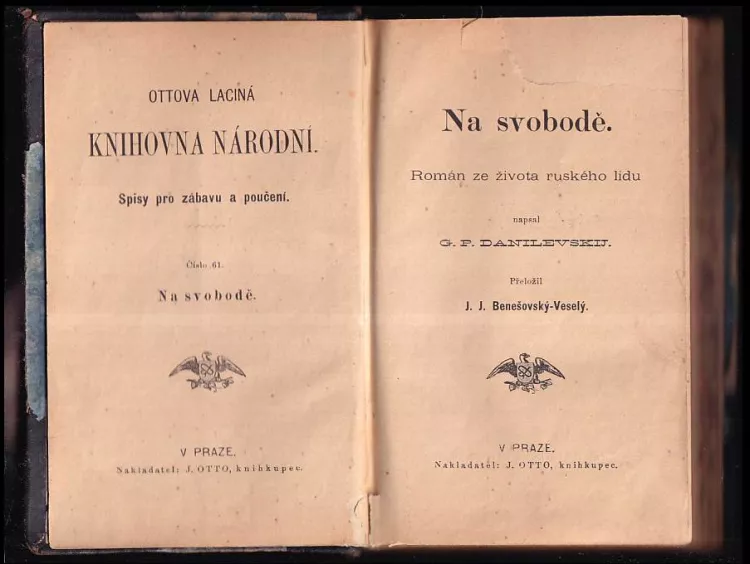 OTTOVA LACINÁ
KNIHOVNA NÁRODNÍ.
Spisy pro zábavu a poučení.
Číslo 61.
Na svobodě.
V PRAZE.
Nakladatel: J. OTTO, knihkupec.
Na svobodě.
Román ze života ruského lidu
napsal
G. P. DANILEVSKIJ.
Přeložil
J. J. Benešovský-Veselý.
V PRAZE.
Nakladatel: J. OTTO, knihkupec.